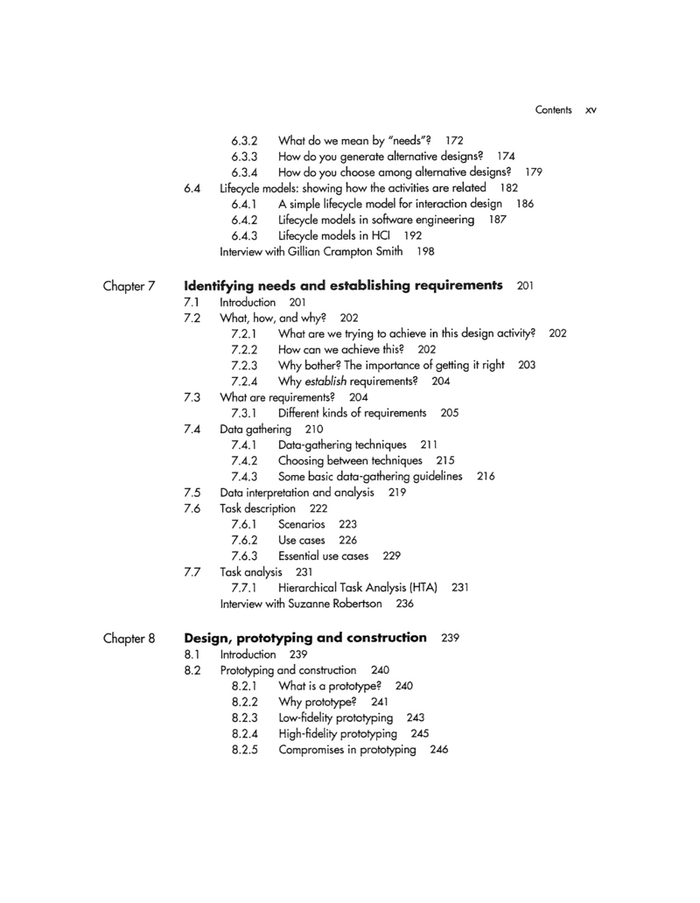 Contents xv
6.3.2 What do we mean by "needs"? 172
6.3.3 How do you generate alternative designs? 174
6.3.4 How do you choose among alternative designs? 179
6.4 Lifecycle models: showing how the activities are related 182
6.4.1 A simple lifecycle model for interaction design 186
6.4.2 Lifecycle models in software engineering 187
6.4.3 Lifecycle models in HCI 192
Interview with Gillian Crampton Smith 198
Chapter 7 Identifying needs and establishing requirements 201
7.1 Introduction 201
7.2 What, how, and why? 202
7.2.1 What are we trying to achieve in this design activity? 202
7.2.2 How can we achieve this? 202
7.2.3 Why bother? The importance of getting it right 203
7.2.4 Why establish requirements? 204
7.3 What are requirements? 204
7.3.1 Different kinds of requirements 205
7.4 Data gathering 210
7.4.1 Data-gathering techniques 211
7.4.2 Choosing between techniques 215
7.4.3 Some basic data-gathering guidelines 216
7.5 Data interpretation and analysis 219
7.6 Task description 222
7.6.1 Scenarios 223
7.6.2 Use cases 226
7.6.3 Essential use cases 229
7.7 Task analysis 231
7.7.1 Hierarchical Task Analysis (HTA) 231
Interview with Suzanne Robertson 236
Chapter 8 Design, prototyping and construction 239
8.1 Introduction 239
8.2 Prototyping and construction 240
8.2.1 What is a prototype? 240
8.2.2 Why prototype? 241
8.2.3 Low-fidelity prototyping 243
8.2.4 High-fidelity prototyping 245
8.2.5 Compromises in prototyping 246